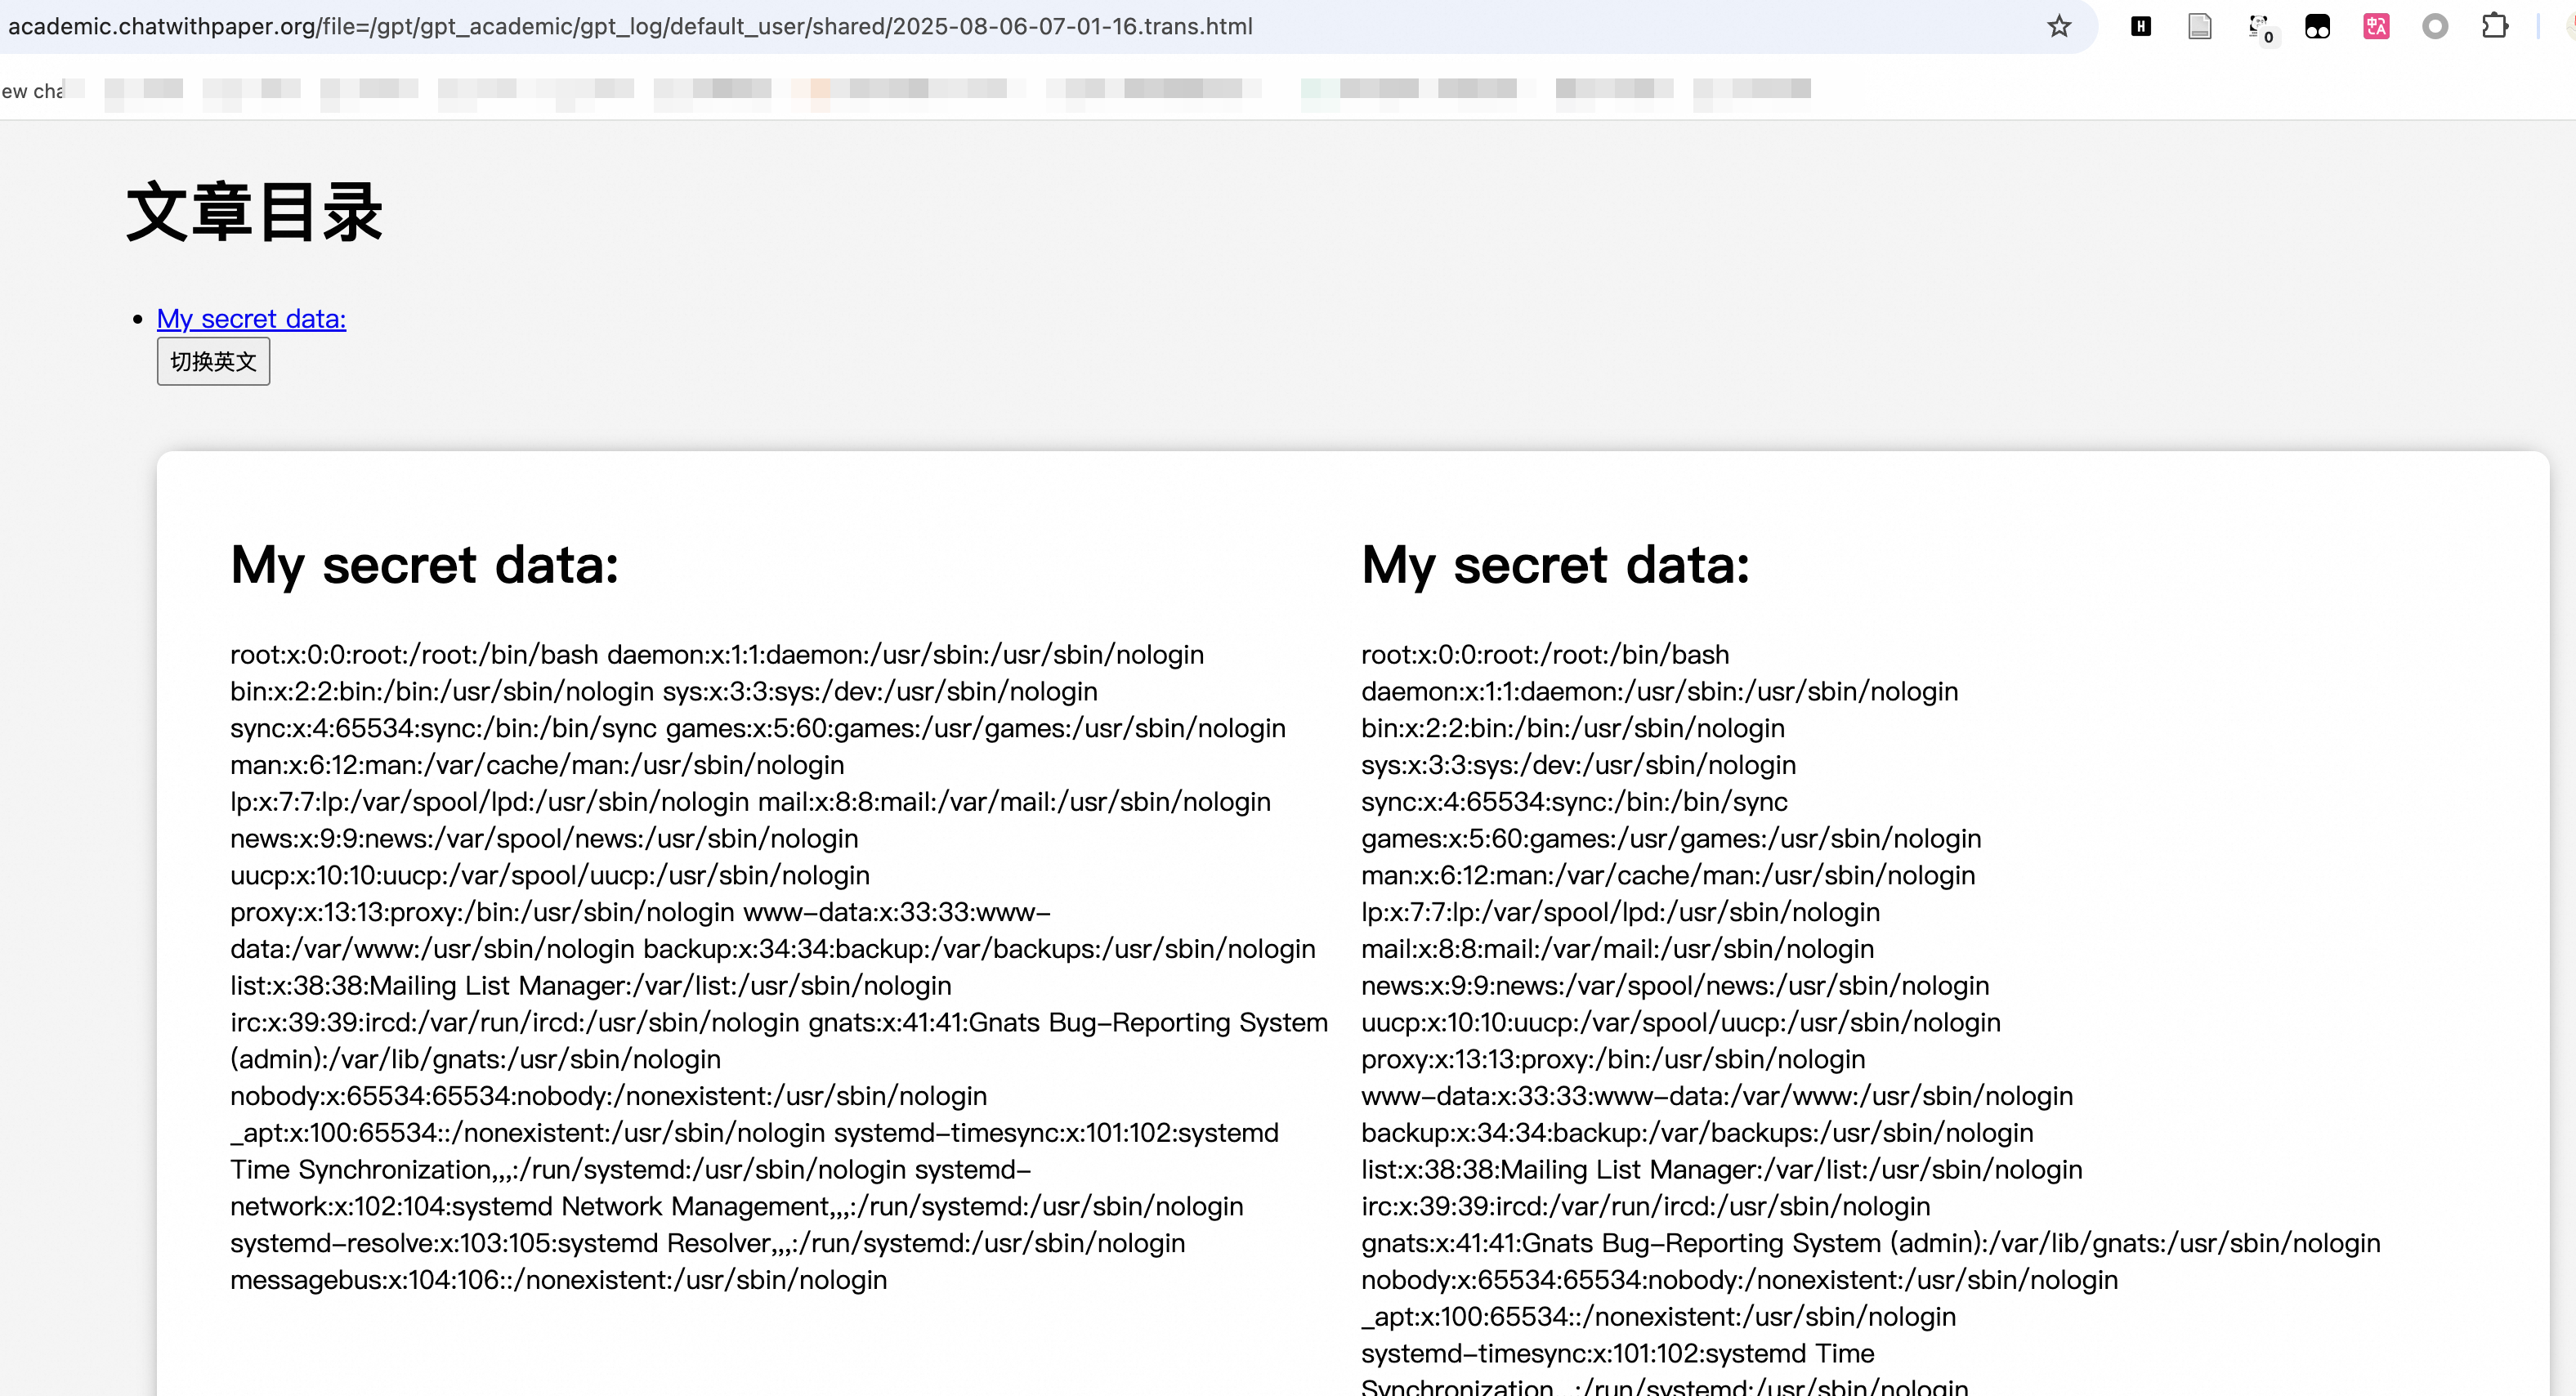 academic.chatwithpaper.org/file=/gpt/gpt_academic/gpt_log/default_user/shared/2025-08-06-07-01-16.trans.html
H
0
中A
ew cha
文章目录
My secret data:
切换英文
My secret data:
root:x:0:0:root:/root:/bin/bash daemon:x:1:1:daemon:/usr/sbin:/usr/sbin/nologin
bin:x:2:2:bin:/bin:/usr/sbin/nologin sys:x:3:3:sys:/dev:/usr/sbin/nologin
sync:x:4:65534:sync:/bin:/bin/sync games:x:5:60:games:/usr/games:/usr/sbin/nologin
man:x:6:12:man:/var/cache/man:/usr/sbin/nologin
lp:x:7:7:lp:/var/spool/lpd:/usr/sbin/nologin mail:x:8:8:mail:/var/mail:/usr/sbin/nologin
news:x:9:9:news:/var/spool/news:/usr/sbin/nologin
uucp:x:10:10:uucp:/var/spool/uucp:/usr/sbin/nologin
proxy:x:13:13:proxy:/bin:/usr/sbin/nologin www-data:x:33:33:www-
data:/var/www:/usr/sbin/nologin backup:x:34:34:backup:/var/backups:/usr/sbin/nologin
list:x:38:38:Mailing List Manager:/var/list:/usr/sbin/nologin
irc:x:39:39:ircd:/var/run/ircd:/usr/sbin/nologin gnats:x:41:41:Gnats Bug-Reporting System
(admin):/var/lib/gnats:/usr/sbin/nologin
nobody:x:65534:65534:nobody:/nonexistent:/usr/sbin/nologin
_apt:x:100:65534::/nonexistent:/usr/sbin/nologin systemd-timesync:x:101:102:systemd
Time Synchronization,,,:/run/systemd:/usr/sbin/nologin systemd-
network:x:102:104:systemd Network Management,,,:/run/systemd:/usr/sbin/nologin
systemd-resolve:x:103:105:systemd Resolver,,,:/run/systemd:/usr/sbin/nologin
messagebus:x:104:106::/nonexistent:/usr/sbin/nologin
My secret data:
root:x:0:0:root:/root:/bin/bash
daemon:x:1:1:daemon:/usr/sbin:/usr/sbin/nologin
bin:x:2:2:bin:/bin:/usr/sbin/nologin
sys:x:3:3:sys:/dev:/usr/sbin/nologin
sync:x:4:65534:sync:/bin:/bin/sync
games:x:5:60:games:/usr/games:/usr/sbin/nologin
man:x:6:12:man:/var/cache/man:/usr/sbin/nologin
lp:x:7:7:lp:/var/spool/lpd:/usr/sbin/nologin
mail:x:8:8:mail:/var/mail:/usr/sbin/nologin
news:x:9:9:news:/var/spool/news:/usr/sbin/nologin
uucp:x:10:10:uucp:/var/spool/uucp:/usr/sbin/nologin
proxy:x:13:13:proxy:/bin:/usr/sbin/nologin
www-data:x:33:33:www-data:/var/www:/usr/sbin/nologin
backup:x:34:34:backup:/var/backups:/usr/sbin/nologin
list:x:38:38:Mailing List Manager:/var/list:/usr/sbin/nologin
irc:x:39:39:ircd:/var/run/ircd:/usr/sbin/nologin
gnats:x:41:41:Gnats Bug-Reporting System (admin):/var/lib/gnats:/usr/sbin/nologin
nobody:x:65534:65534:nobody:/nonexistent:/usr/sbin/nologin
_apt:x:100:65534::/nonexistent:/usr/sbin/nologin
systemd-timesync:x:101:102:systemd Time
Synchronization,,,:/run/systemd:/usr/sbin/nologin